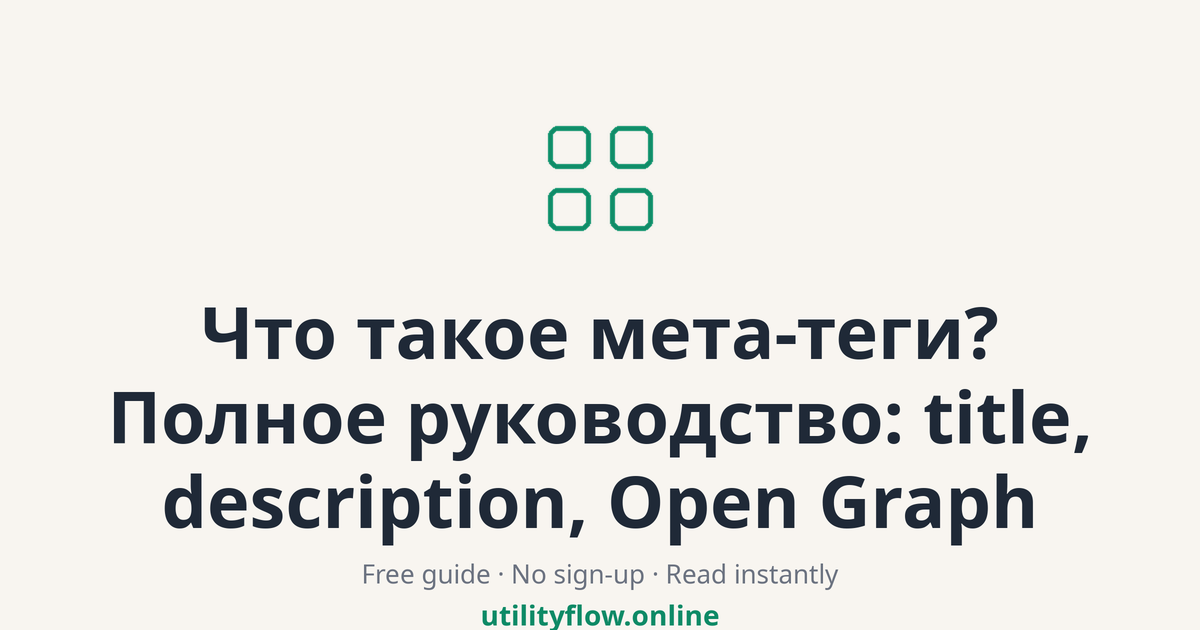 Что такое мета-теги?
Полное руководство: title,
description, Open Graph
Free guide · No sign-up · Read instantly
utilityflow.online